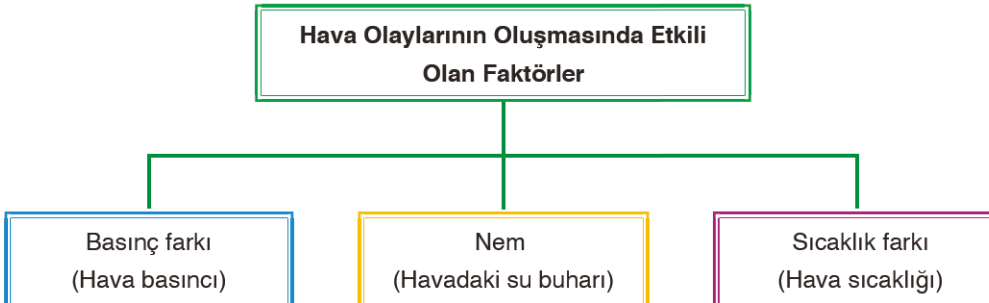 Hava Olaylarının Oluşmasında Etkili
Olan Faktörler
Basınç farkı
(Hava basıncı)
Nem
(Havadaki su buharı)
Sıcaklık farkı
(Hava sıcaklığı)